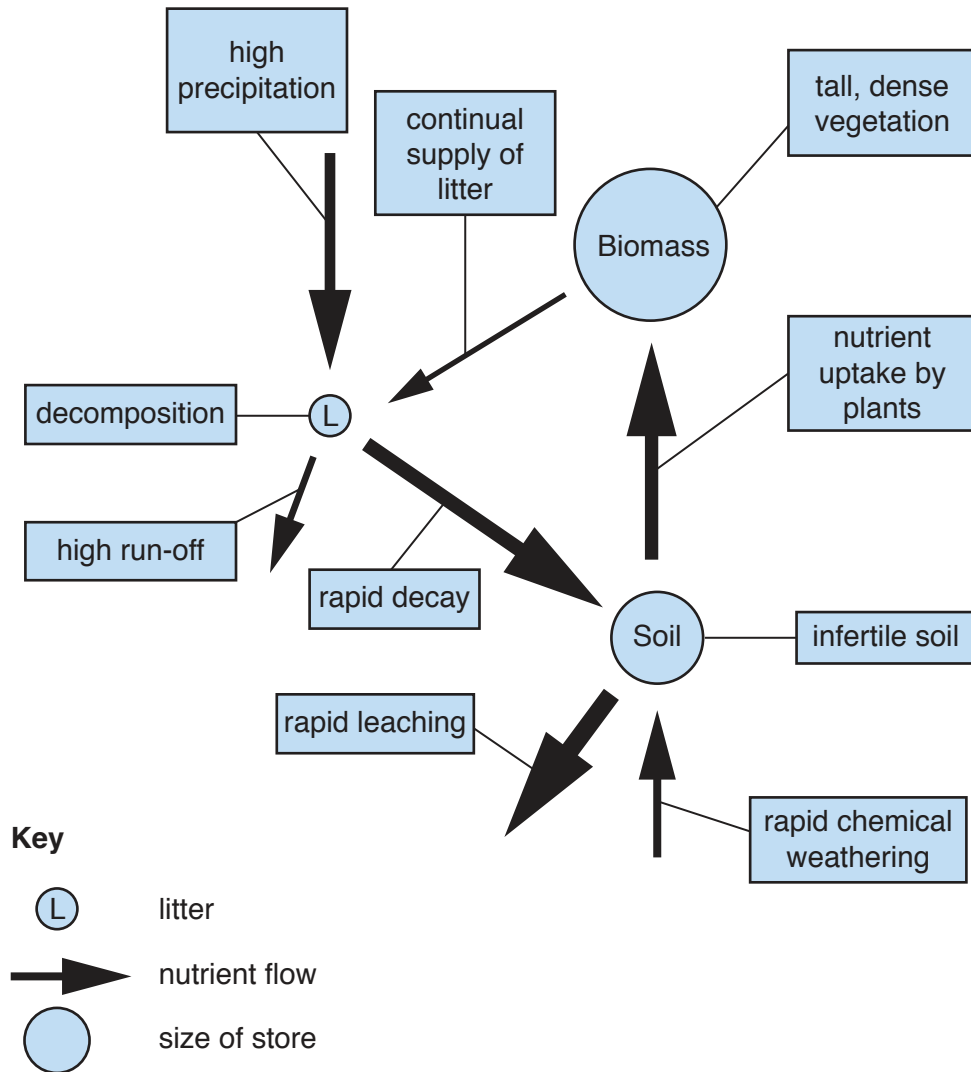 high
precipitation
continual
supply of
litter
tall, dense
vegetation
Biomass
nutrient
uptake by
plants
decomposition
L
high run-off
rapid decay
Soil
infertile soil
rapid leaching
rapid chemical
weathering
Key
L
litter
nutrient flow
size of store